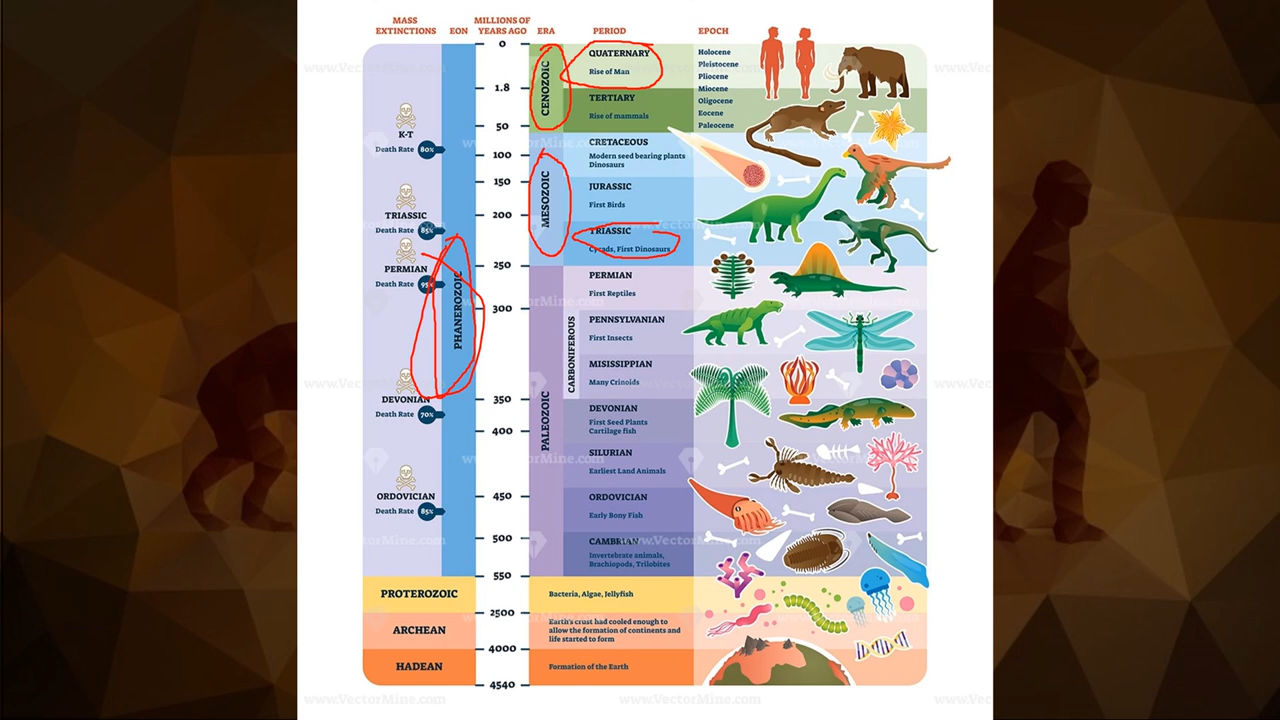 MASS EXTINCTIONS
EON
MILLIONS OF YEARS AGO
ERA
PERIOD
EPOCH
0
1.8
50
100
150
200
250
300
350
400
450
500
550
2500
4000
4540
K-T
Death Rate 80%
TRIASSIC
Death Rate 85%
PERMIAN
Death Rate 95%
DEVONIAN
Death Rate 70%
ORDOVICIAN
Death Rate 85%
PHANEROZOIC
CENOZOIC
MESOZOIC
PALEOZOIC
CARBONIFEROUS
QUATERNARY
Rise of Man
TERTIARY
Rise of mammals
CRETACEOUS
Modern seed bearing plants
Dinosaurs
JURASSIC
First Birds
TRIASSIC
Cycads, First Dinosaurs
PERMIAN
First Reptiles
PENNSYLVANIAN
First Insects
MISISSIPPIAN
Many Crinoids
DEVONIAN
First Seed Plants
Cartilage fish
SILURIAN
Earliest Land Animals
ORDOVICIAN
Early Bony Fish
CAMBRIAN
Invertebrate animals,
Brachiopods, Trilobites
Holocene
Pleistocene
Pliocene
Miocene
Oligocene
Eocene
Paleocene
PROTEROZOIC
Bacteria, Algae, Jellyfish
ARCHEAN
Earth's crust had cooled enough to
allow the formation of continents and
life started to form
HADEAN
Formation of the Earth
www.VectorMine.com
www.VectorMine.com
www.VectorMine.com